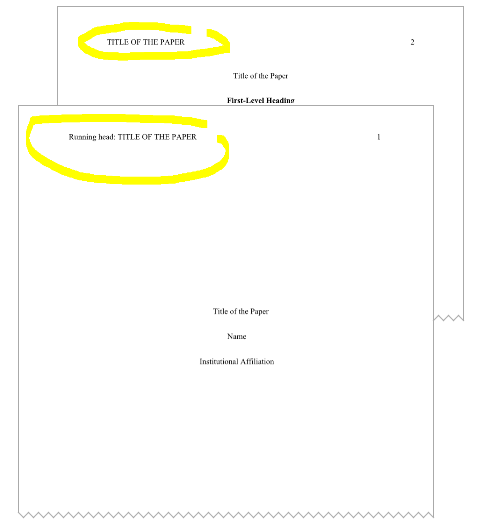 TITLE OF THE PAPER 2
Title of the Paper
First-Level Heading
Running head: TITLE OF THE PAPER 1
Title of the Paper
Name
Institutional Affiliation